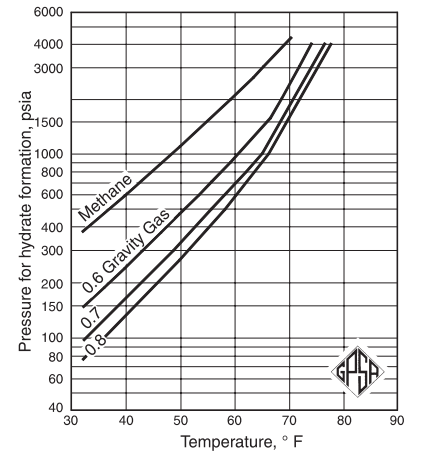 Pressure for hydrate formation, psia
6000
4000
3000
1500
1000
800
600
400
300
200
150
100
80
60
40
Methane
0.6 Gravity Gas
0.7
0.8
GPSA
30 40 50 60 70 80 90
Temperature, ° F